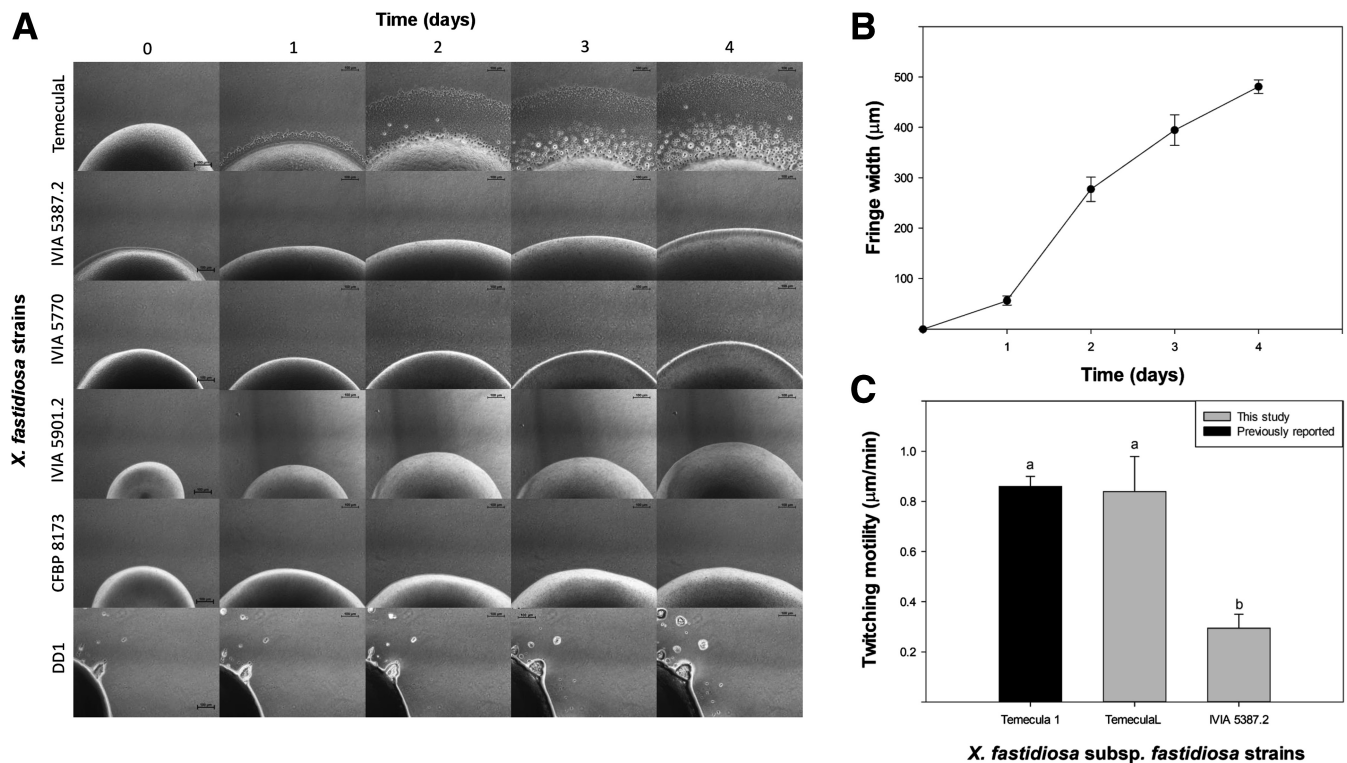 A
Time (days)
0 1 2 3 4
X. fastidiosa strains
TemeculaL
IVIA 5387.2
IVIA 5770
IVIA 5901.2
CFBP 8173
DD1
B
Fringe width (µm)
500
400
300
200
100
1 2 3 4
Time (days)
C
This study
Previously reported
Twitching motility (µm/min)
1.0
0.8
0.6
0.4
0.2
a a b
Temecula 1 TemeculaL IVIA 5387.2
X. fastidiosa subsp. fastidiosa strains